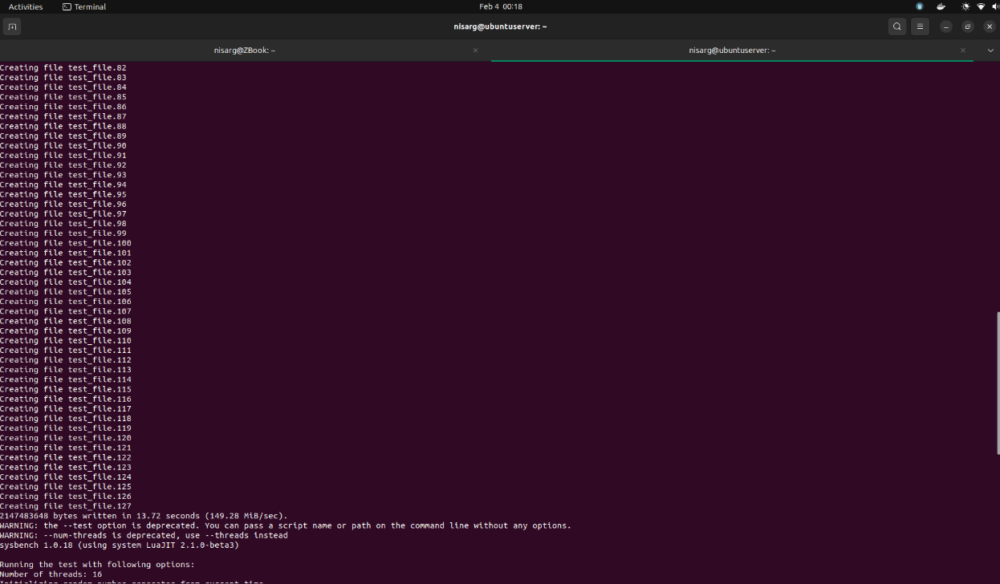 Activities
Terminal
Feb 4 00:18
nisarg@ubuntuserver: ~
nisarg@ZBook: ~
nisarg@ubuntuserver: ~
Creating file test_file.82
Creating file test_file.83
Creating file test_file.84
Creating file test_file.85
Creating file test_file.86
Creating file test_file.87
Creating file test_file.88
Creating file test_file.89
Creating file test_file.90
Creating file test_file.91
Creating file test_file.92
Creating file test_file.93
Creating file test_file.94
Creating file test_file.95
Creating file test_file.96
Creating file test_file.97
Creating file test_file.98
Creating file test_file.99
Creating file test_file.100
Creating file test_file.101
Creating file test_file.102
Creating file test_file.103
Creating file test_file.104
Creating file test_file.105
Creating file test_file.106
Creating file test_file.107
Creating file test_file.108
Creating file test_file.109
Creating file test_file.110
Creating file test_file.111
Creating file test_file.112
Creating file test_file.113
Creating file test_file.114
Creating file test_file.115
Creating file test_file.116
Creating file test_file.117
Creating file test_file.118
Creating file test_file.119
Creating file test_file.120
Creating file test_file.121
Creating file test_file.122
Creating file test_file.123
Creating file test_file.124
Creating file test_file.125
Creating file test_file.126
Creating file test_file.127
2147483648 bytes written in 13.72 seconds (149.28 MiB/sec).
WARNING: the --test option is deprecated. You can pass a script name or path on the command line without any options.
WARNING: --num-threads is deprecated, use --threads instead
sysbench 1.0.18 (using system LuaJIT 2.1.0-beta3)
Running the test with following options:
Number of threads: 16
Initializing random number generator from current time